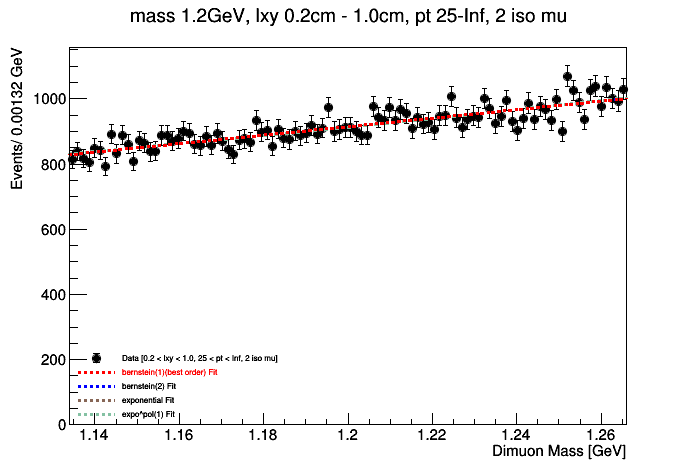 mass 1.2GeV, lxy 0.2cm - 1.0cm, pt 25-Inf, 2 iso mu
Events/ 0.00132 GeV
1000
800
600
400
200
0
Data [0.2 < lxy < 1.0, 25 < pt < Inf, 2 iso mu]
bernstein(1)(best order) Fit
bernstein(2) Fit
exponential Fit
expo*pol(1) Fit
1.14 1.16 1.18 1.2 1.22 1.24 1.26
Dimuon Mass [GeV]